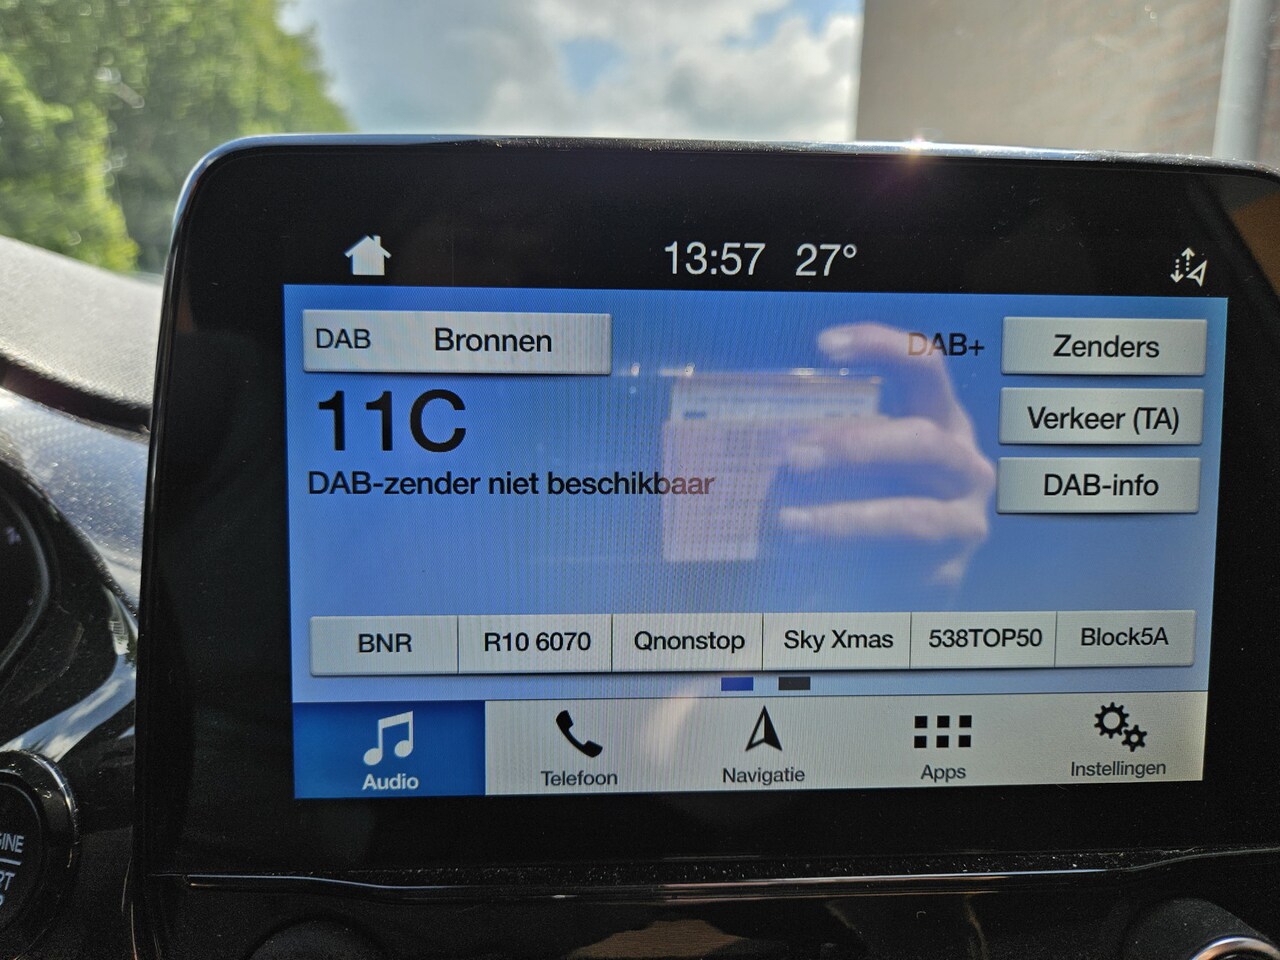 13:57 27°
DAB Bronnen
DAB+
Zenders
11C
Verkeer (TA)
DAB-zender niet beschikbaar
DAB-info
BNR
R10 6070
Qnonstop
Sky Xmas
538TOP50
Block5A
Audio
Telefoon
Navigatie
Apps
Instellingen